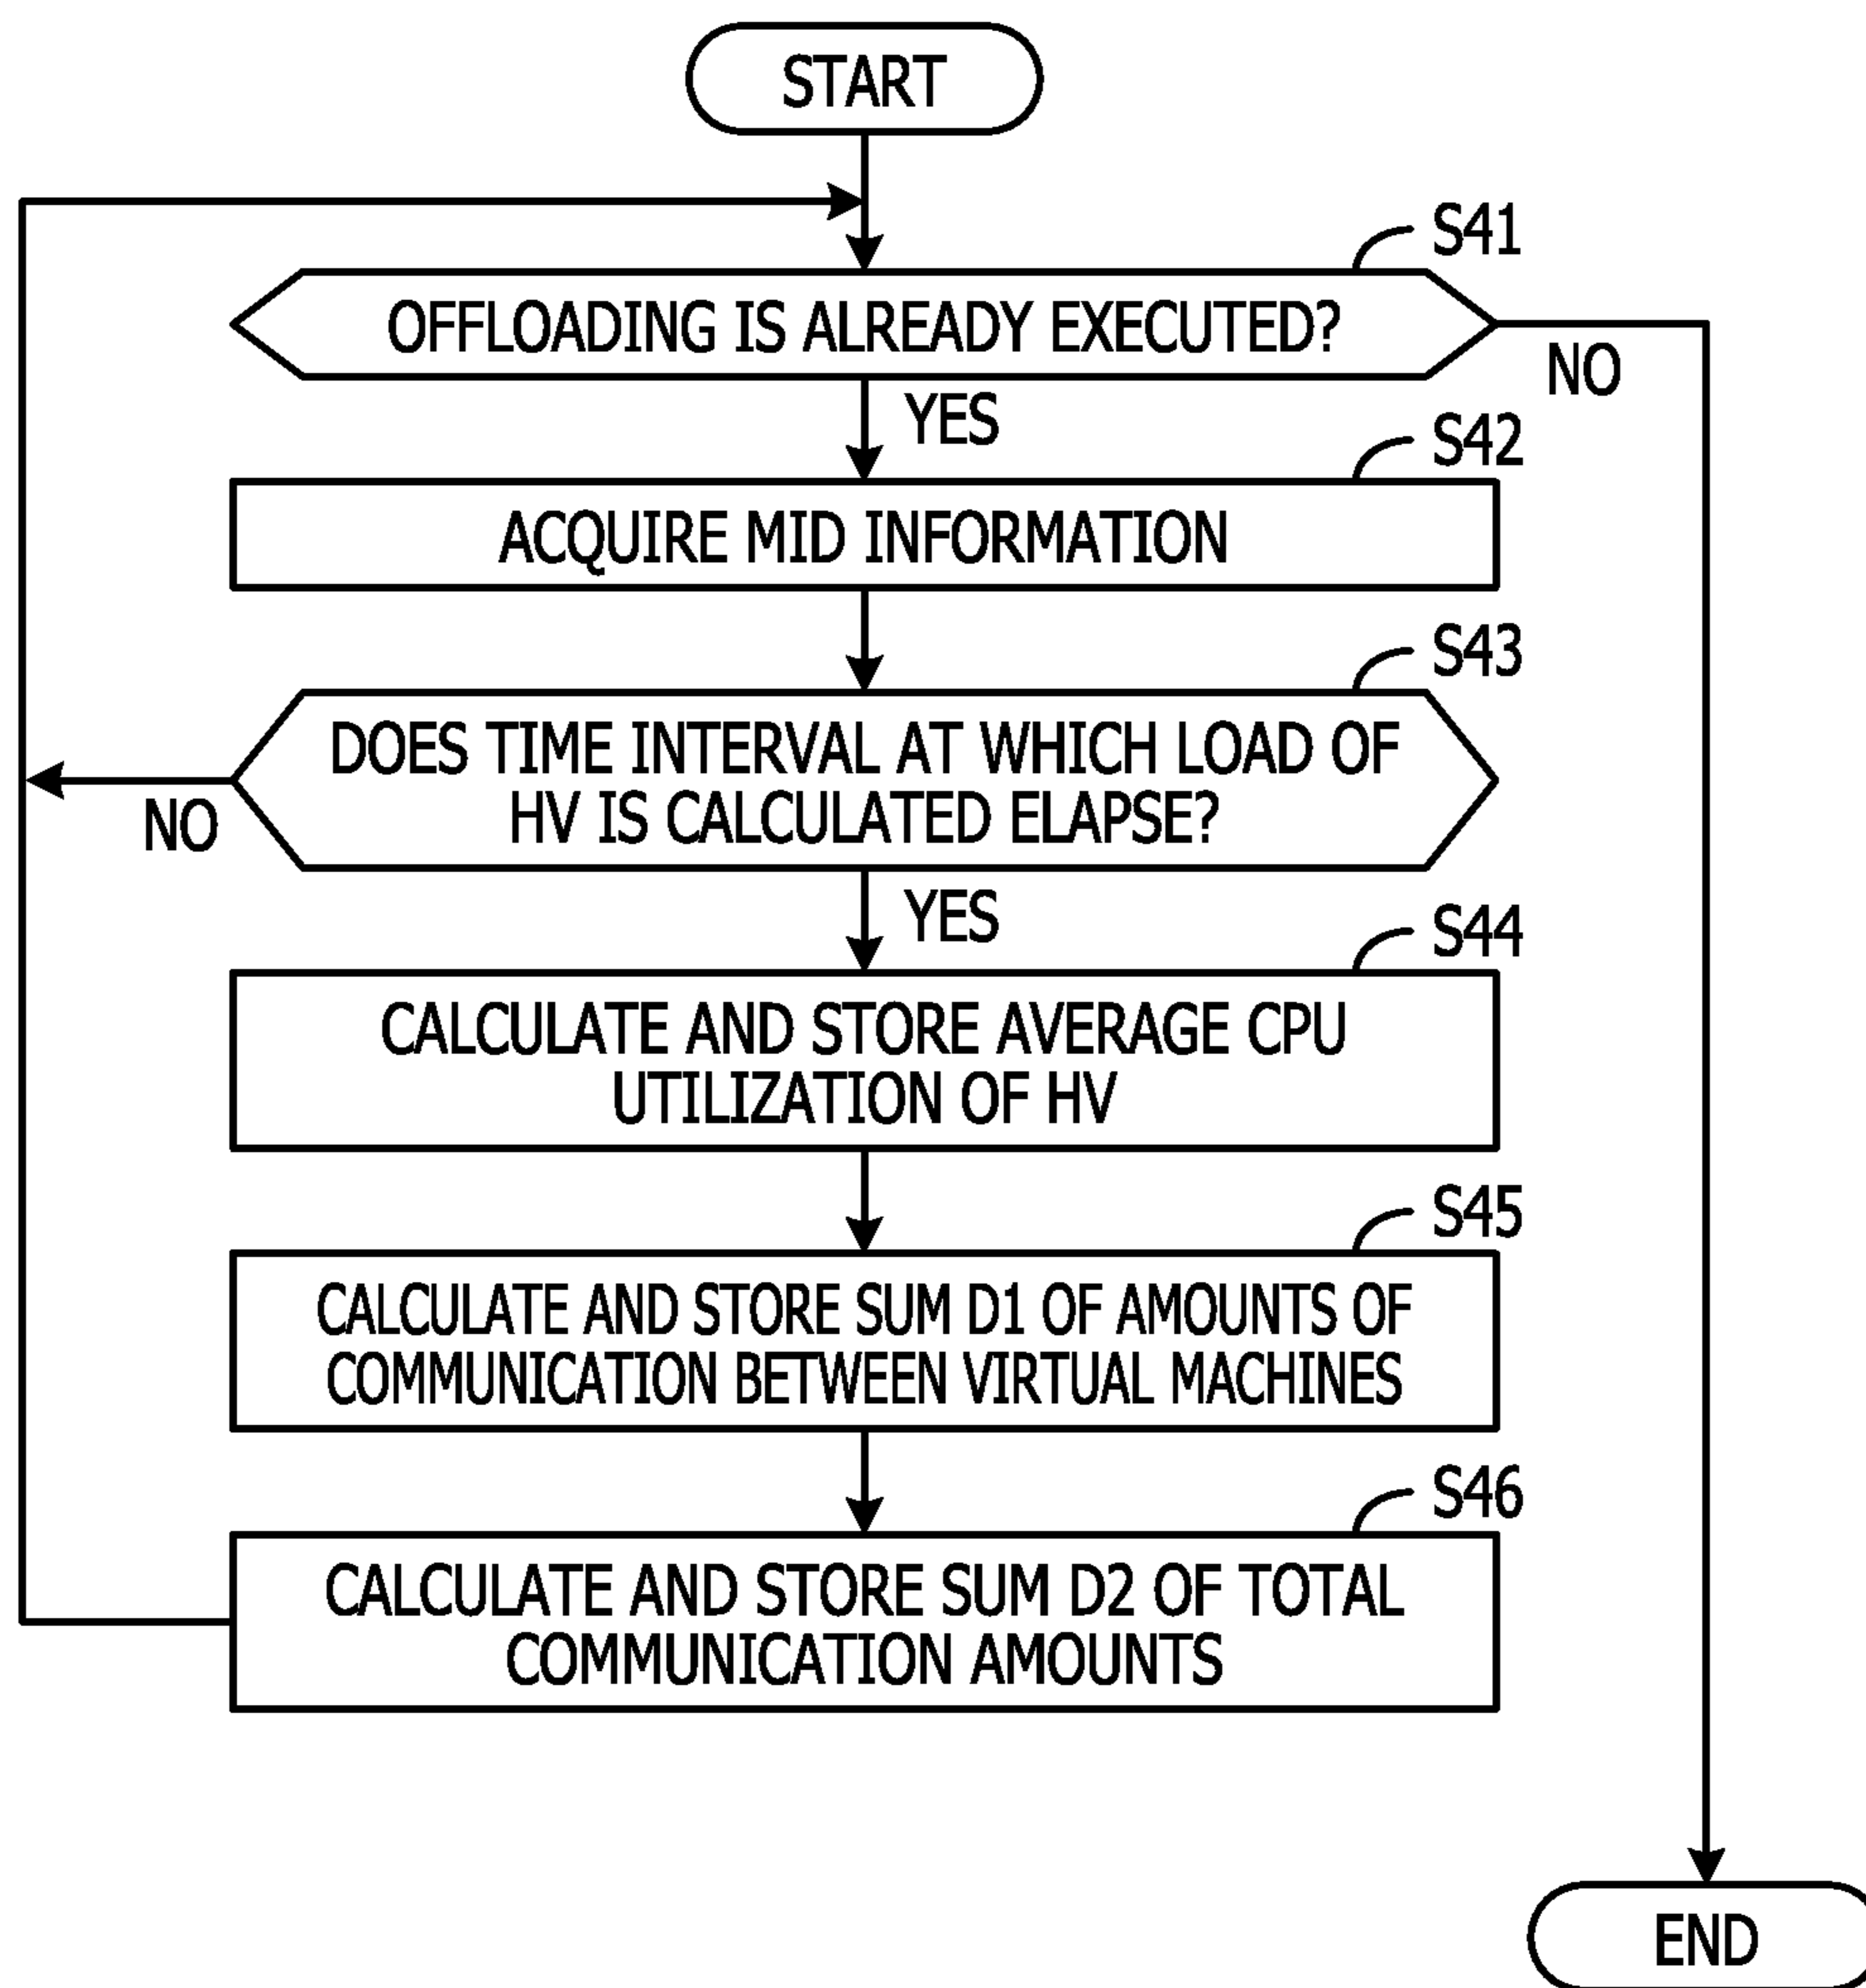 START
S41
OFFLOADING IS ALREADY EXECUTED?
NO
YES
S42
ACQUIRE MID INFORMATION
S43
DOES TIME INTERVAL AT WHICH LOAD OF
HV IS CALCULATED ELAPSE?
NO
YES
S44
CALCULATE AND STORE AVERAGE CPU
UTILIZATION OF HV
S45
CALCULATE AND STORE SUM D1 OF AMOUNTS OF
COMMUNICATION BETWEEN VIRTUAL MACHINES
S46
CALCULATE AND STORE SUM D2 OF TOTAL
COMMUNICATION AMOUNTS
END